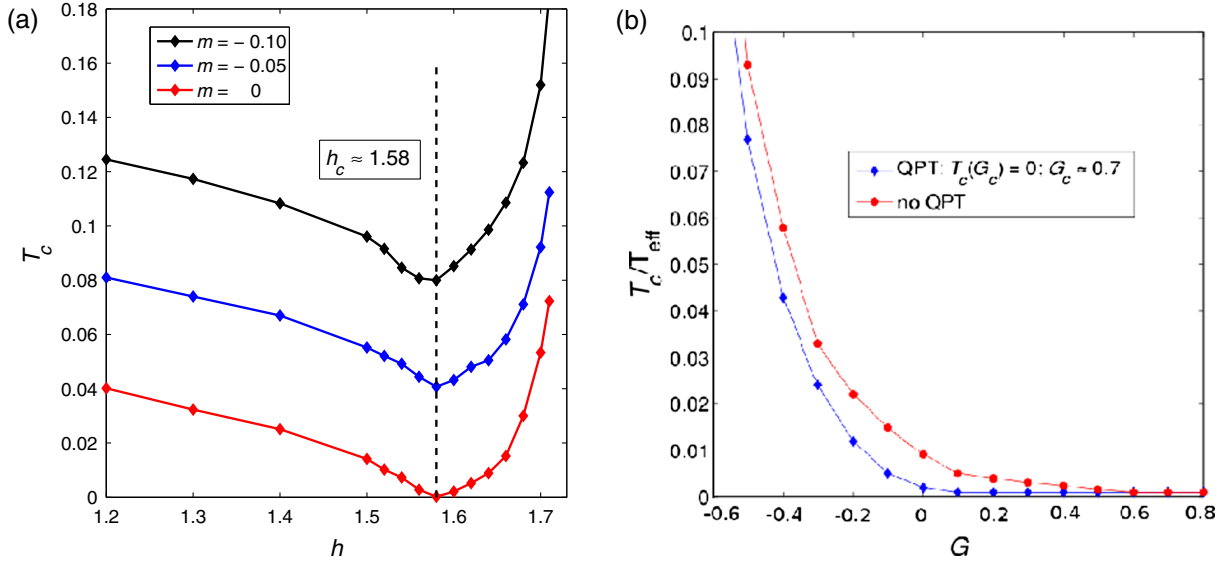 (a)
0.18
0.16
0.14
0.12
0.1
0.08
0.06
0.04
0.02
0
T_c
m = − 0.10
m = − 0.05
m = 0
h_c ≈ 1.58
1.2 1.3 1.4 1.5 1.6 1.7
h
(b)
0.1
0.09
0.08
0.07
0.06
0.05
0.04
0.03
0.02
0.01
0
T_c/T_eff
QPT: T_c(G_c) = 0: G_c ≈ 0.7
no QPT
-0.6 -0.4 -0.2 0 0.2 0.4 0.6 0.8
G